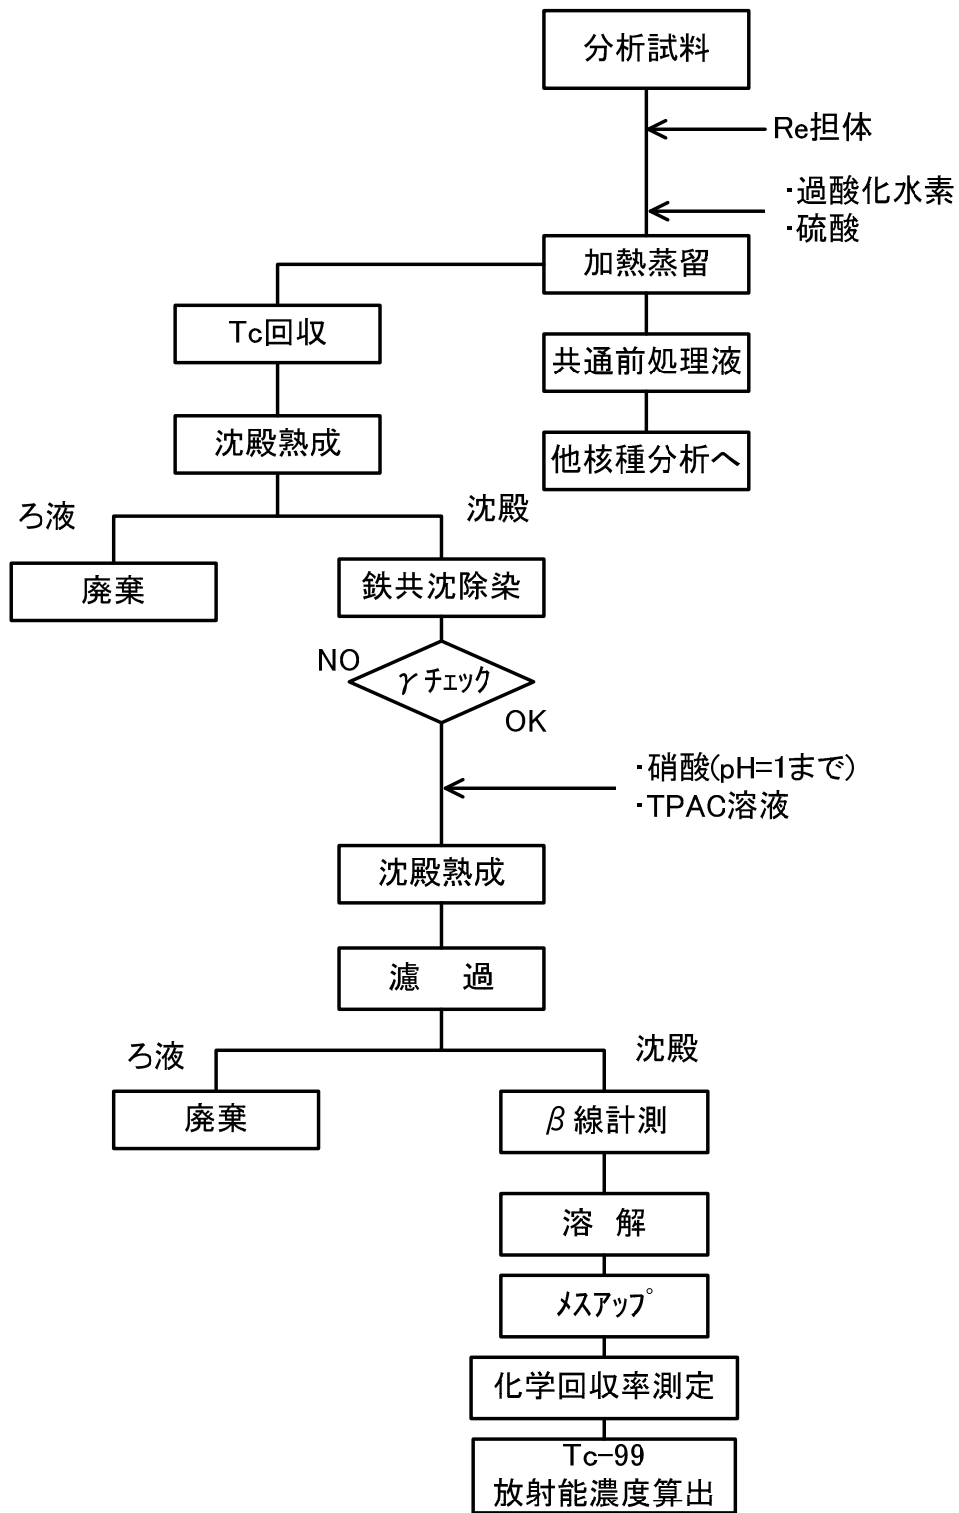 分析試料
Re担体
・過酸化水素
・硫酸
加熱蒸留
Tc回収
共通前処理液
沈殿熟成
他核種分析へ
ろ液
沈殿
廃棄
鉄共沈除染
NO
γチェック
OK
・硝酸(pH=1まで)
・TPAC溶液
沈殿熟成
濾 過
ろ液
沈殿
廃棄
β線計測
溶 解
メスアップ
化学回収率測定
Tc-99
放射能濃度算出